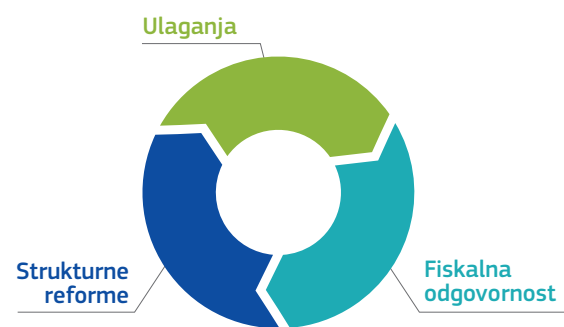 Ulaganja
Strukturne
reforme
Fiskalna
odgovornost